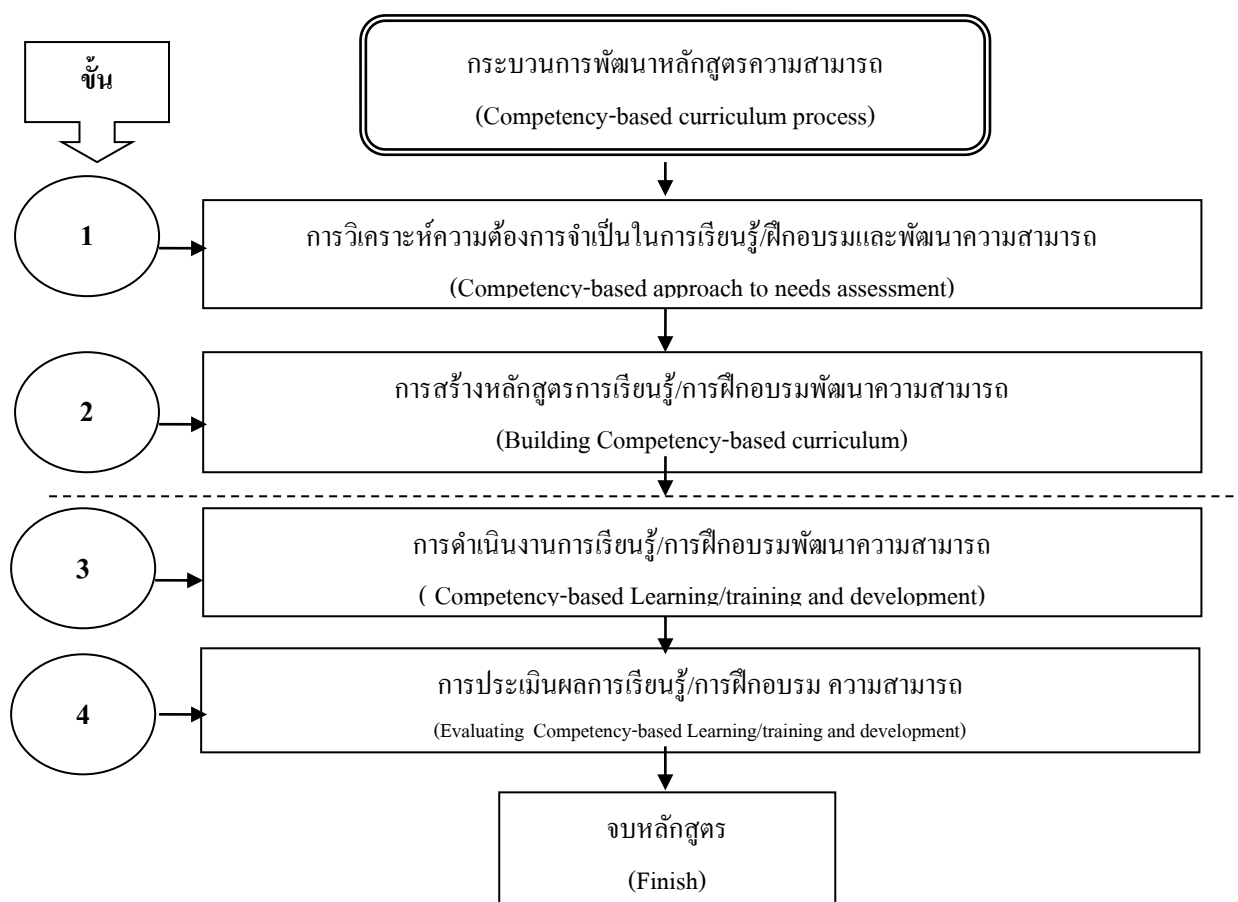 ขั้น
กระบวนการพัฒนาหลักสูตรความสามารถ
(Competency-based curriculum process)
1
การวิเคราะห์ความต้องการจำเป็นในการเรียนรู้/ฝึกอบรมและพัฒนาความสามารถ
(Competency-based approach to needs assessment)
2
การสร้างหลักสูตรการเรียนรู้/การฝึกอบรมพัฒนาความสามารถ
(Building Competency-based curriculum)
3
การดำเนินงานการเรียนรู้/การฝึกอบรมพัฒนาความสามารถ
( Competency-based Learning/training and development)
4
การประเมินผลการเรียนรู้/การฝึกอบรม ความสามารถ
(Evaluating Competency-based Learning/training and development)
จบหลักสูตร
(Finish)